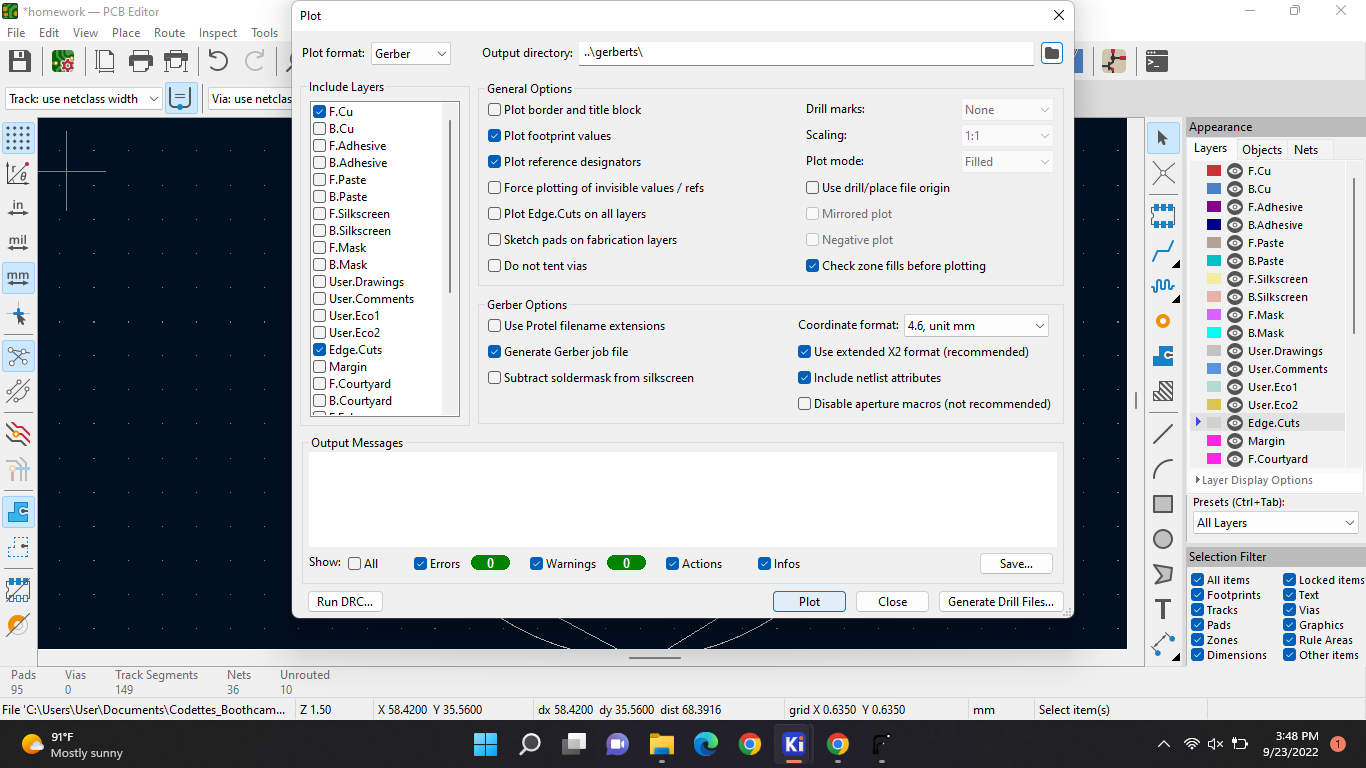 *homework — PCB Editor
File Edit View Place Route Inspect Tools
Track: use netclass width
Via: use netclas
in
mil
mm
Plot
Plot format: Gerber
Output directory: ..\gerberts\
Include Layers
F.Cu
B.Cu
F.Adhesive
B.Adhesive
F.Paste
B.Paste
F.Silkscreen
B.Silkscreen
F.Mask
B.Mask
User.Drawings
User.Comments
User.Eco1
User.Eco2
Edge.Cuts
Margin
F.Courtyard
B.Courtyard
General Options
Plot border and title block
Plot footprint values
Plot reference designators
Force plotting of invisible values / refs
Plot Edge.Cuts on all layers
Sketch pads on fabrication layers
Do not tent vias
Drill marks: None
Scaling: 1:1
Plot mode: Filled
Use drill/place file origin
Mirrored plot
Negative plot
Check zone fills before plotting
Gerber Options
Use Protel filename extensions
Generate Gerber job file
Subtract soldermask from silkscreen
Coordinate format: 4.6, unit mm
Use extended X2 format (recommended)
Include netlist attributes
Disable aperture macros (not recommended)
Output Messages
Show: All Errors 0 Warnings 0 Actions Infos Save...
Run DRC... Plot Close Generate Drill Files...
Appearance
Layers Objects Nets
F.Cu
B.Cu
F.Adhesive
B.Adhesive
F.Paste
B.Paste
F.Silkscreen
B.Silkscreen
F.Mask
B.Mask
User.Drawings
User.Comments
User.Eco1
User.Eco2
Edge.Cuts
Margin
F.Courtyard
Layer Display Options
Presets (Ctrl+Tab):
All Layers
Selection Filter
All items Locked items
Footprints Text
Tracks Vias
Pads Graphics
Zones Rule Areas
Dimensions Other items
Pads Vias Track Segments Nets Unrouted
95 0 149 36 10
File 'C:\Users\User\Documents\Codettes_Boothcam... Z 1.50 X 58.4200 Y 35.5600 dx 58.4200 dy 35.5600 dist 68.3916 grid X 0.6350 Y 0.6350 mm Select item(s)
91°F
Mostly sunny
Ki
3:48 PM
9/23/2022
1